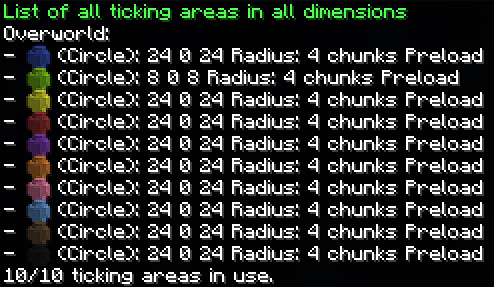 List of all ticking areas in all dimensions
Overworld:
- (Circle): 24 0 24 Radius: 4 chunks Preload
- (Circle): 8 0 8 Radius: 4 chunks Preload
- (Circle): 24 0 24 Radius: 4 chunks Preload
- (Circle): 24 0 24 Radius: 4 chunks Preload
- (Circle): 24 0 24 Radius: 4 chunks Preload
- (Circle): 24 0 24 Radius: 4 chunks Preload
- (Circle): 24 0 24 Radius: 4 chunks Preload
- (Circle): 24 0 24 Radius: 4 chunks Preload
- (Circle): 24 0 24 Radius: 4 chunks Preload
- (Circle): 24 0 24 Radius: 4 chunks Preload
10/10 ticking areas in use.